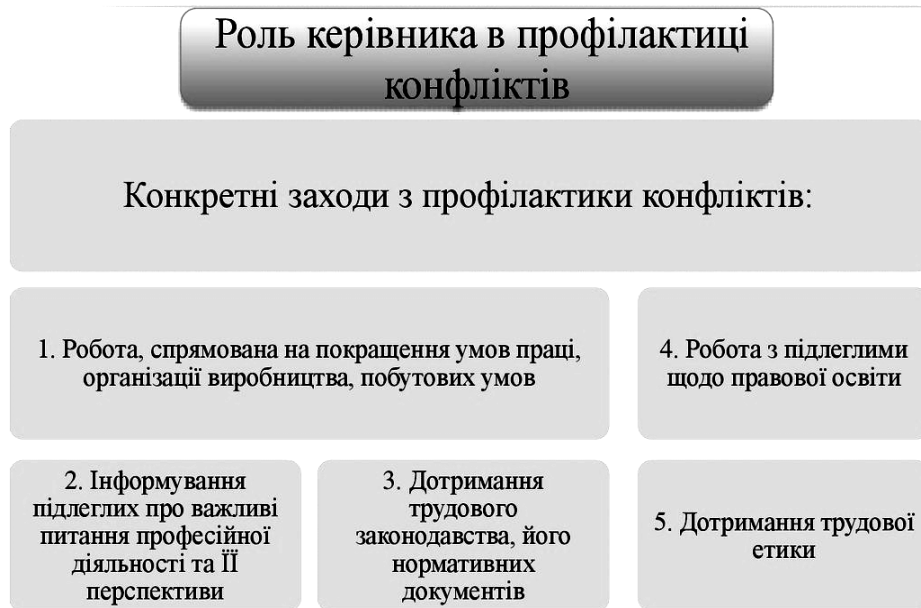 Роль керівника в профілактиці
конфліктів
Конкретні заходи з профілактики конфліктів:
1. Робота, спрямована на покращення умов праці,
організації виробництва, побутових умов
4. Робота з підлеглими
щодо правової освіти
2. Інформування
підлеглих про важливі
питання професійної
діяльності та ЇЇ
перспективи
3. Дотримання
трудового
законодавства, його
нормативних
документів
5. Дотримання трудової
етики